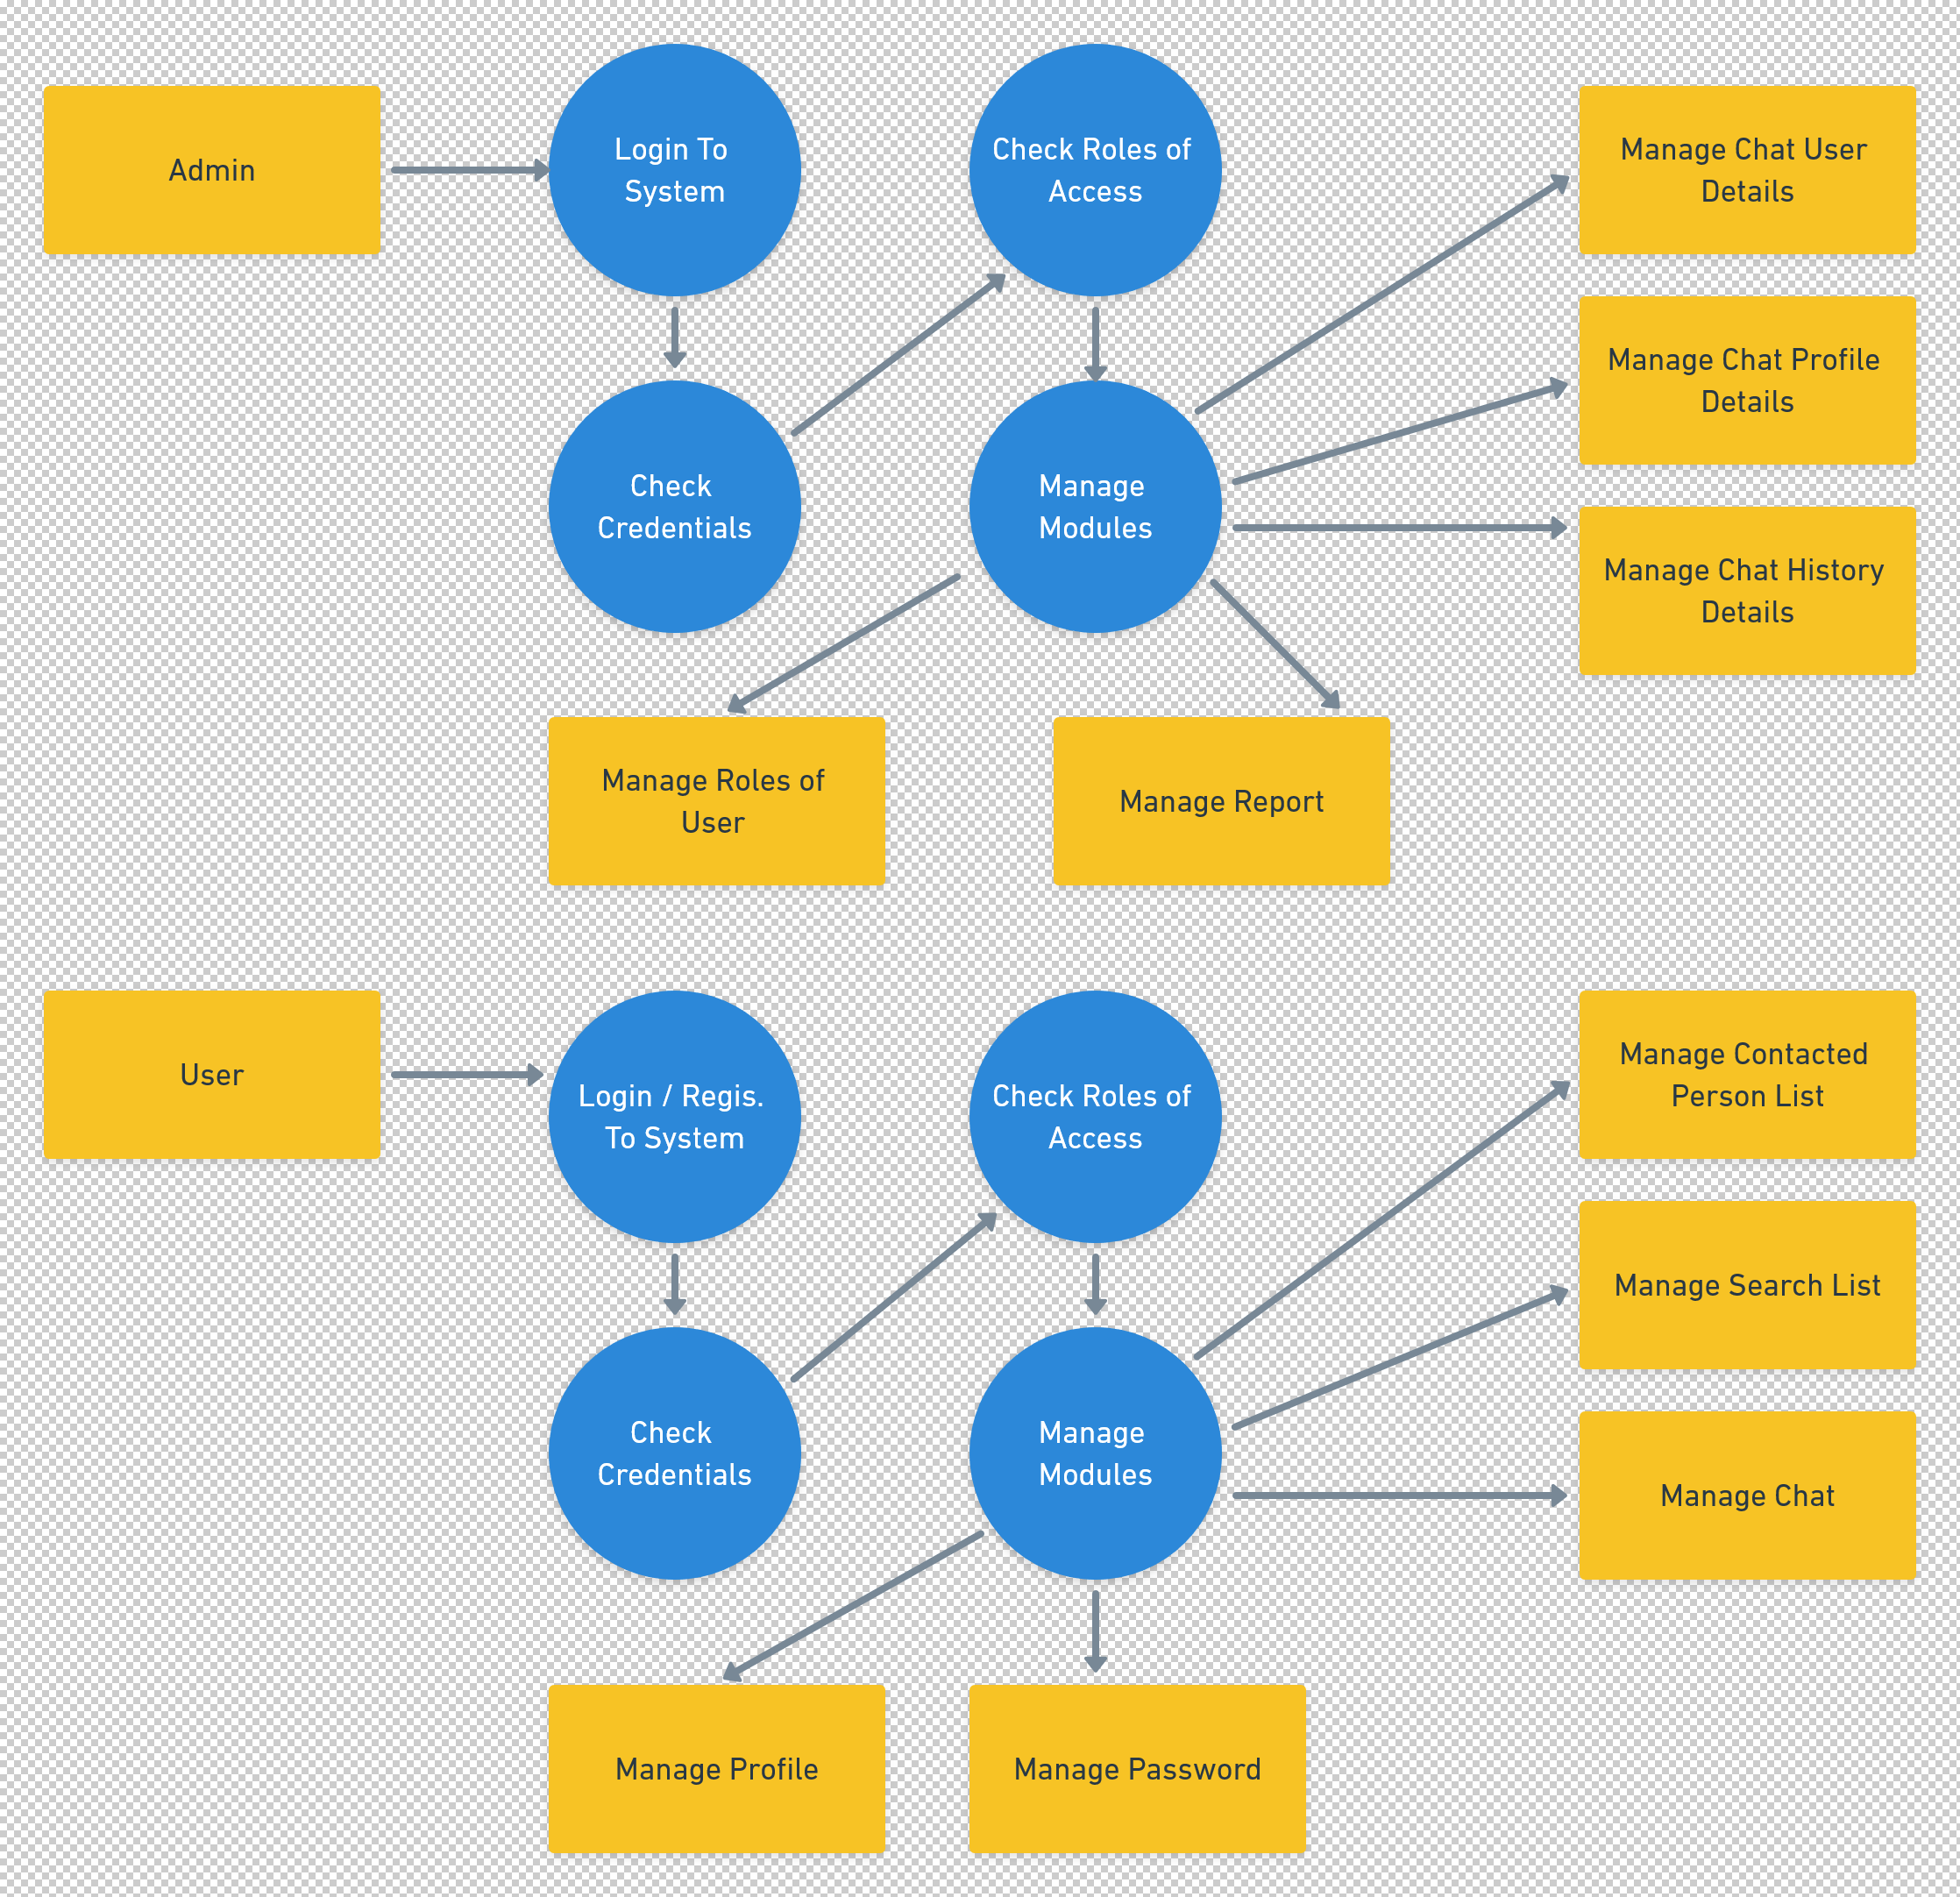 Admin
Login To
System
Check Roles of
Access
Manage Chat User
Details
Manage Chat Profile
Details
Check
Credentials
Manage
Modules
Manage Chat History
Details
Manage Roles of
User
Manage Report
User
Login / Regis.
To System
Check Roles of
Access
Manage Contacted
Person List
Manage Search List
Check
Credentials
Manage
Modules
Manage Chat
Manage Profile
Manage Password